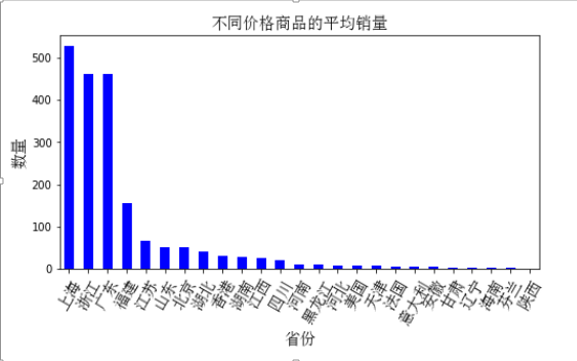 不同价格商品的平均销量
500
400
300
200
100
0
数量
上海 浙江 广东 福建 江苏 山东 北京 湖北 香港 湖南 江西 四川 河南 黑龙江 河北 美国 天津 法国 意大利 安徽 甘肃 辽宁 海南 芬兰 陕西
省份